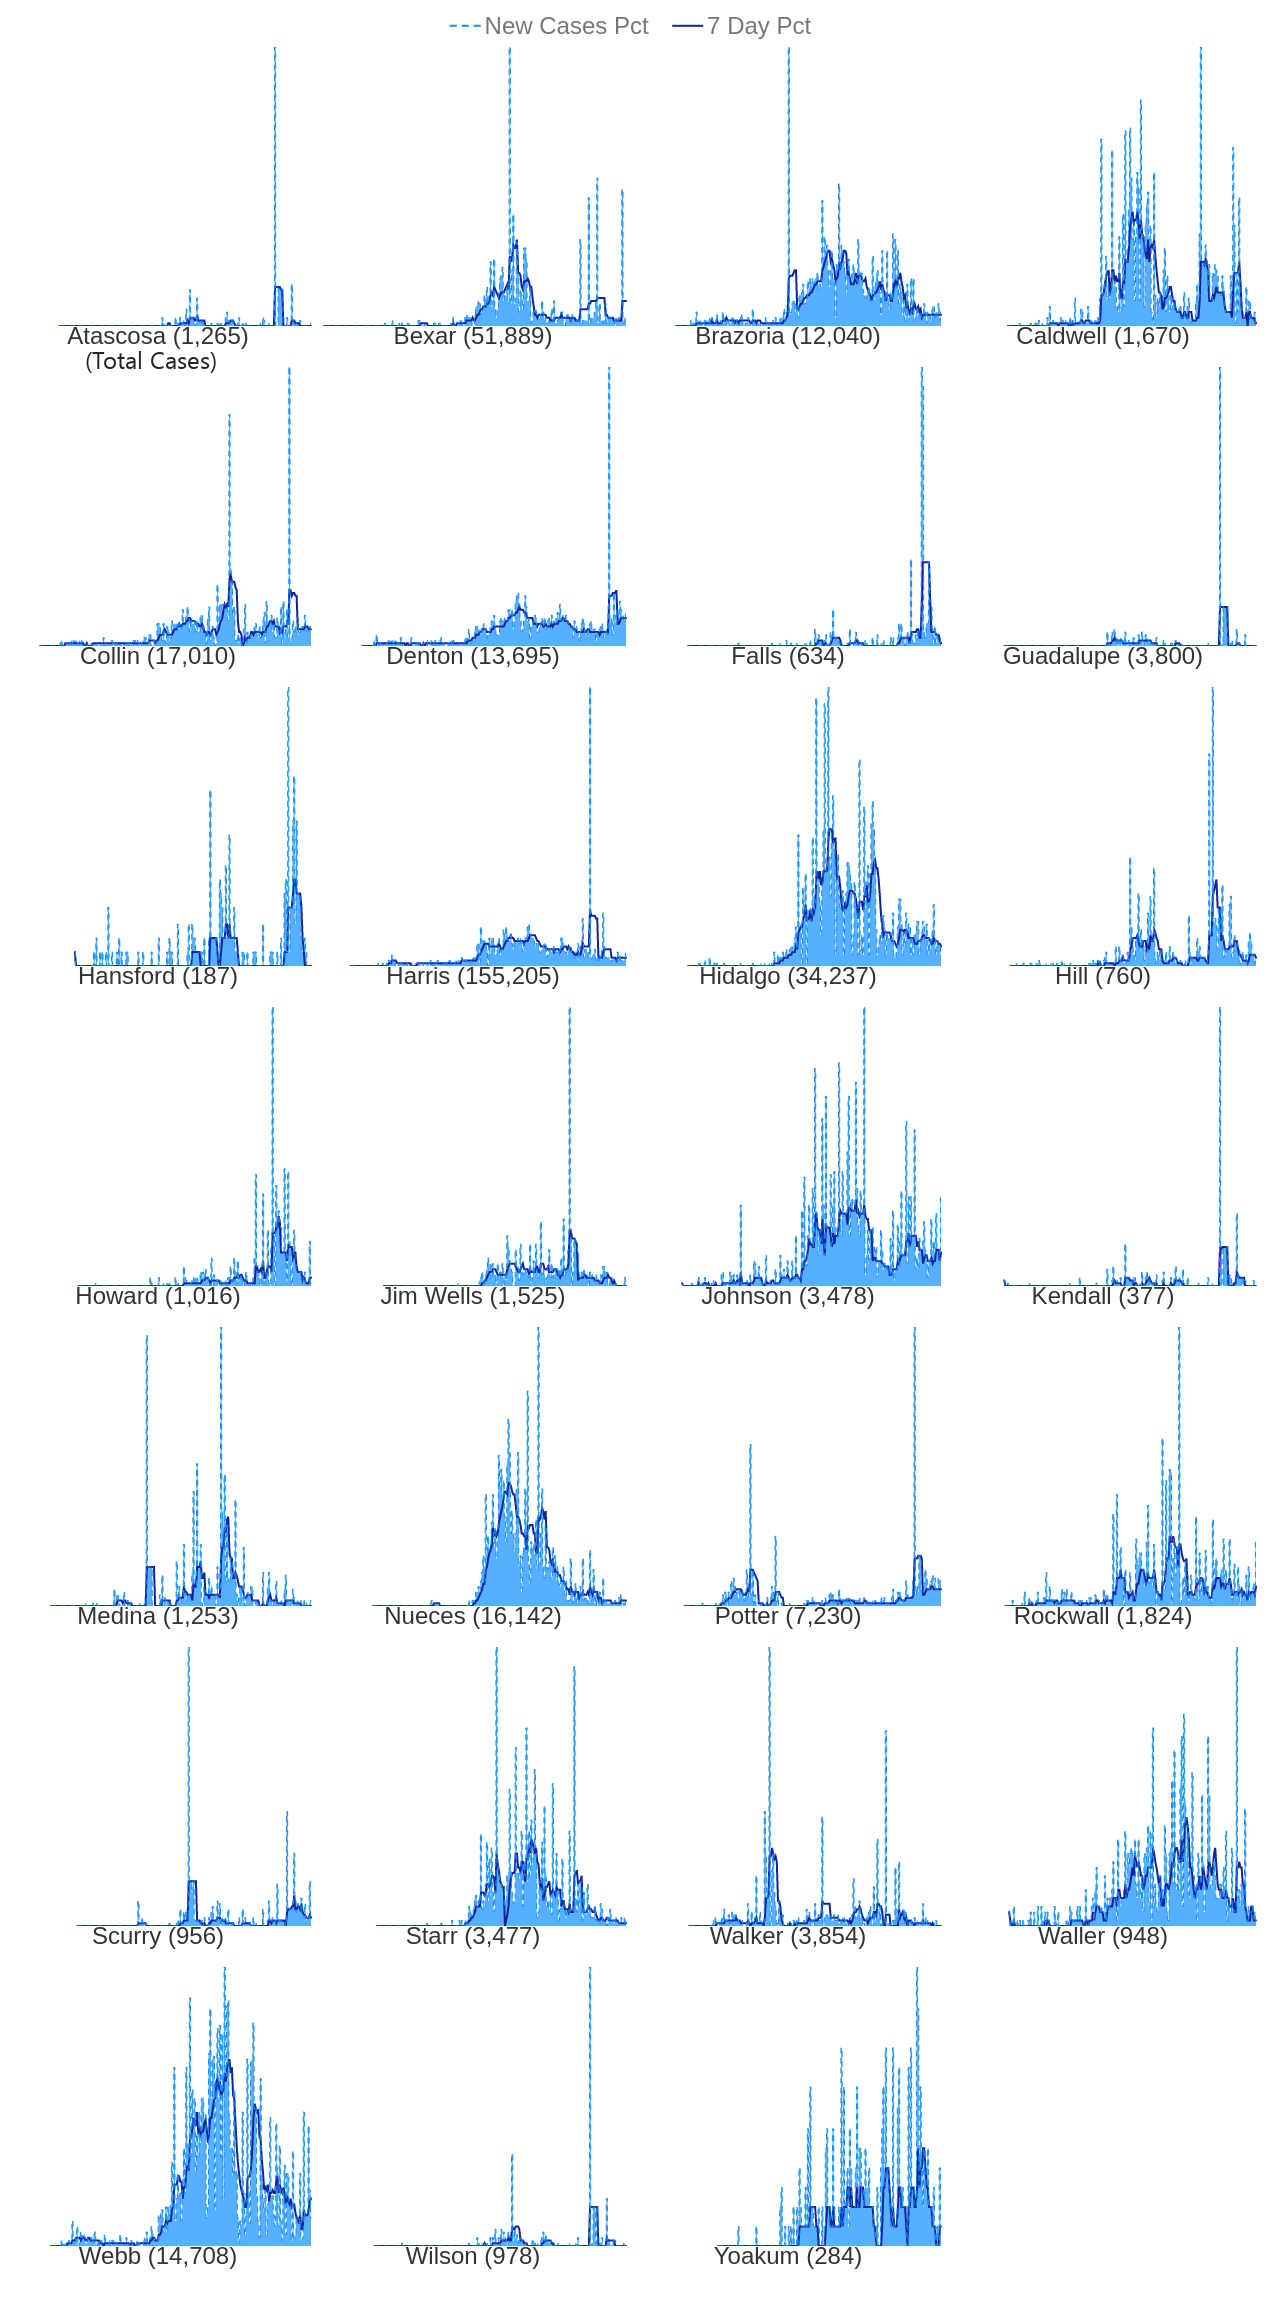 New Cases Pct 7 Day Pct
Atascosa (1,265) Bexar (51,889) Brazoria (12,040) Caldwell (1,670)
(Total Cases)
Collin (17,010) Denton (13,695) Falls (634) Guadalupe (3,800)
Hansford (187) Harris (155,205) Hidalgo (34,237) Hill (760)
Howard (1,016) Jim Wells (1,525) Johnson (3,478) Kendall (377)
Medina (1,253) Nueces (16,142) Potter (7,230) Rockwall (1,824)
Scurry (956) Starr (3,477) Walker (3,854) Waller (948)
Webb (14,708) Wilson (978) Yoakum (284)